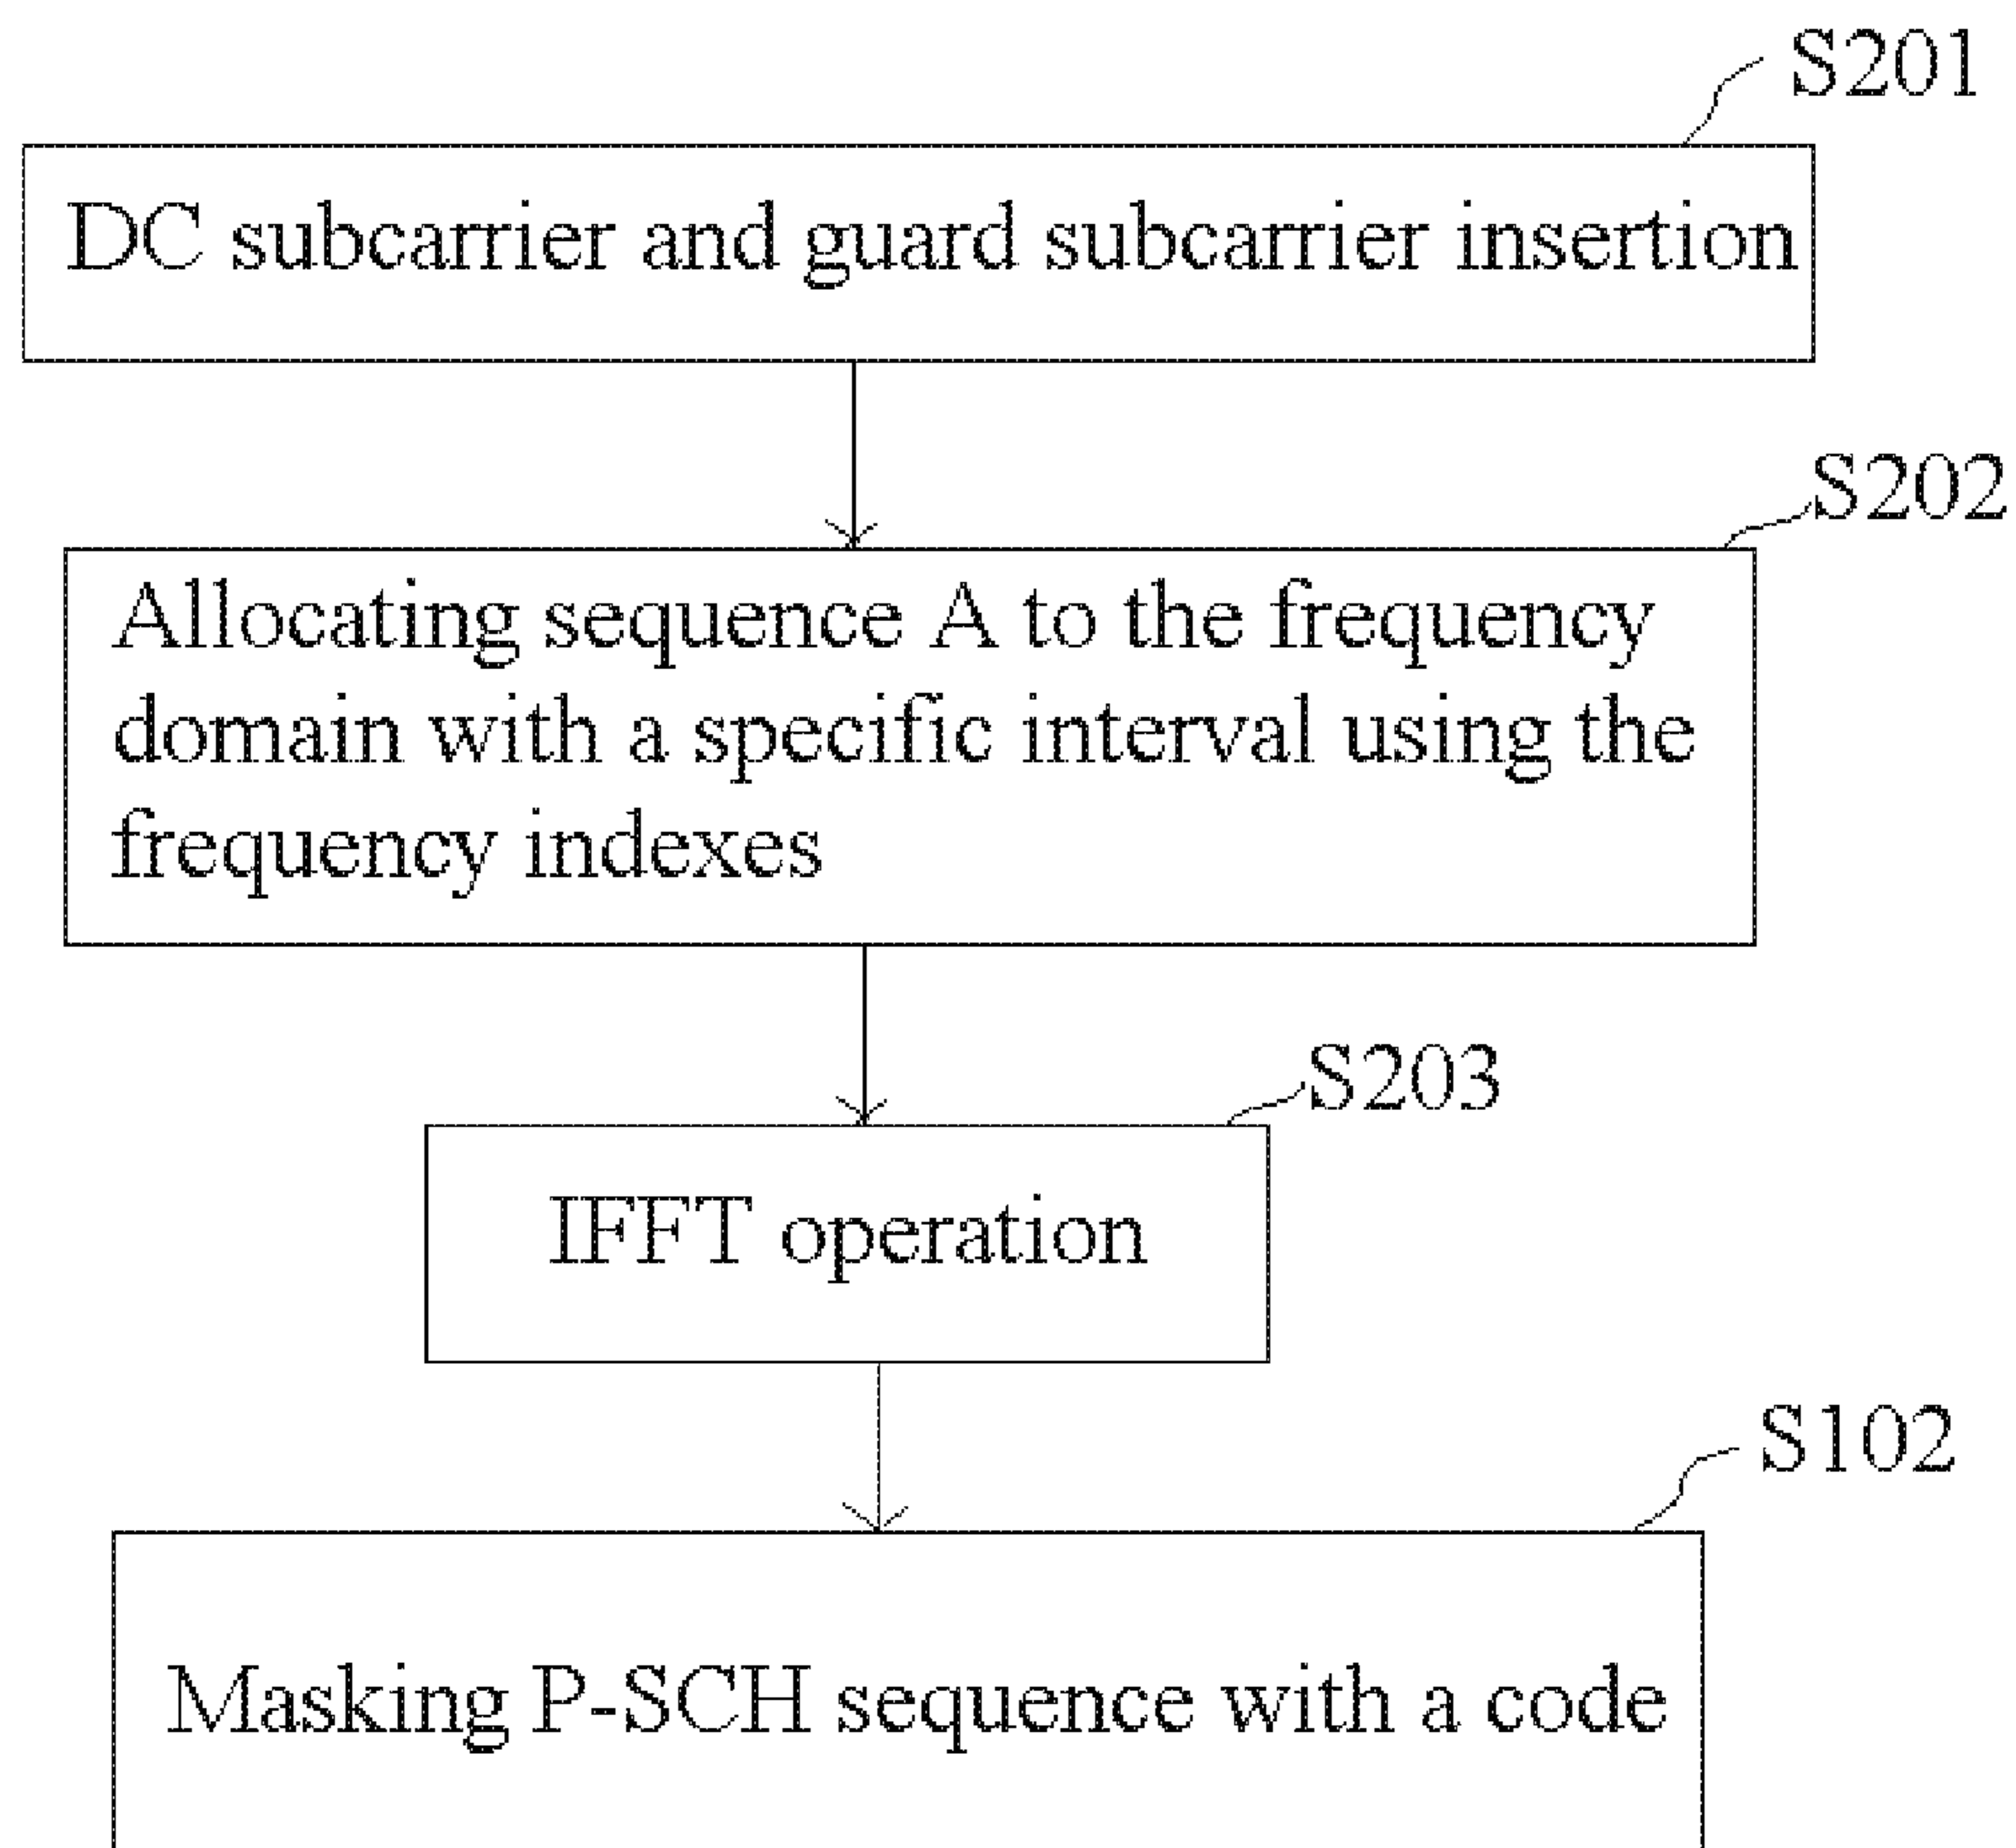 S201
DC subcarrier and guard subcarrier insertion
S202
Allocating sequence A to the frequency
domain with a specific interval using the
frequency indexes
S203
IFFT operation
S102
Masking P-SCH sequence with a code